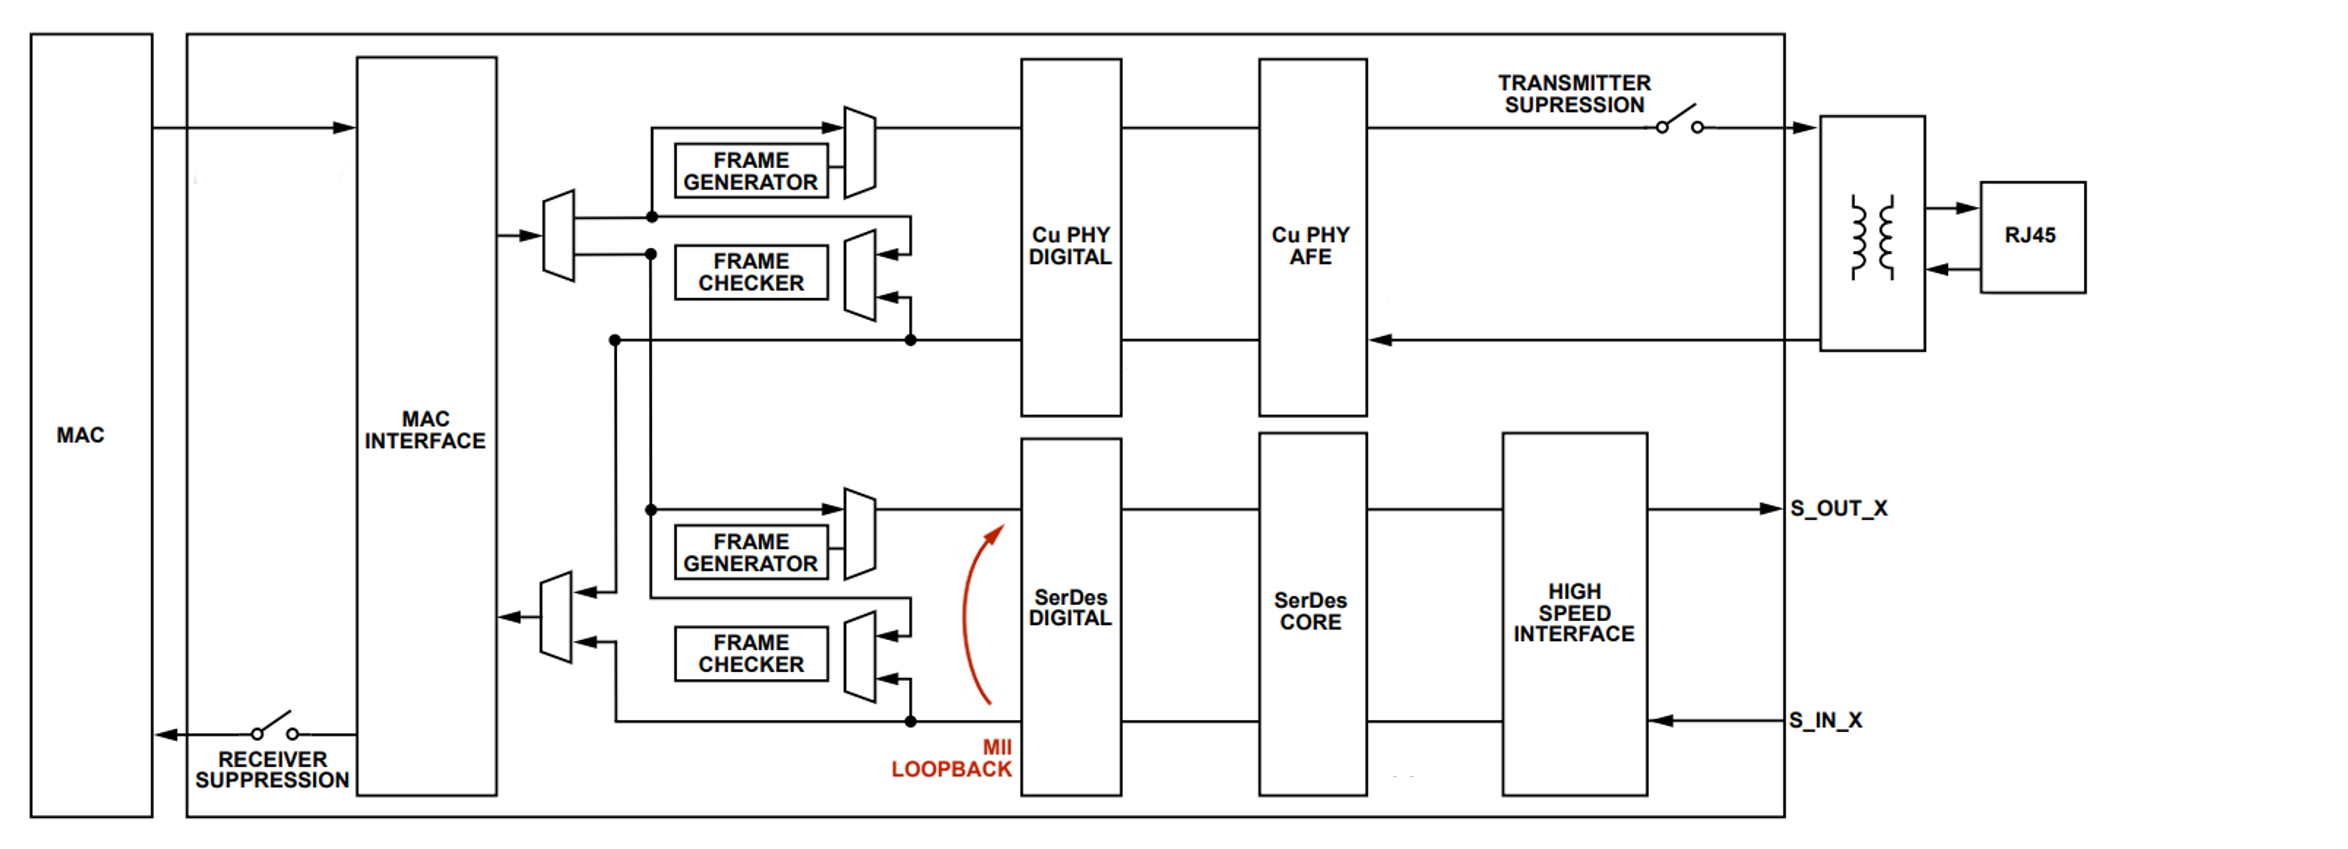 TRANSMITTER
SUPRESSION
FRAME
GENERATOR
FRAME
CHECKER
Cu PHY
DIGITAL
Cu PHY
AFE
RJ45
MAC
MAC
INTERFACE
FRAME
GENERATOR
FRAME
CHECKER
SerDes
DIGITAL
SerDes
CORE
HIGH
SPEED
INTERFACE
S_OUT_X
S_IN_X
MII
LOOPBACK
RECEIVER
SUPPRESSION